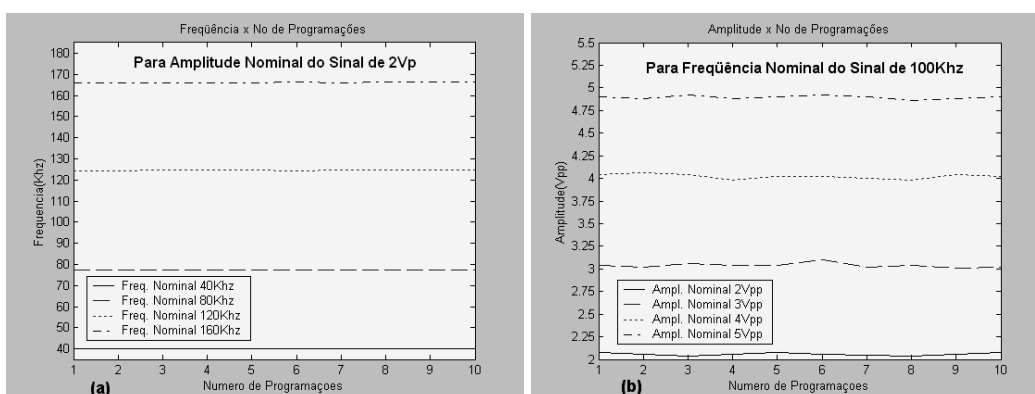 Freqüência x No de Programações
Para Amplitude Nominal do Sinal de 2Vp
Frequencia(Khz)
180
170
160
150
140
130
120
110
100
90
80
70
60
50
40
Freq. Nominal 40Khz
Freq. Nominal 80Khz
Freq. Nominal 120Khz
Freq. Nominal 160Khz
1 2 3 4 5 6 7 8 9 10
(a)
Numero de Programaçoes
Amplitude x No de Programações
Para Freqüência Nominal do Sinal de 100Khz
Amplitude(Vpp)
5.5
5.25
5
4.75
4.5
4.25
4
3.75
3.5
3.25
3
2.75
2.5
2.25
2
Ampl. Nominal 2Vpp
Ampl. Nominal 3Vpp
Ampl. Nominal 4Vpp
Ampl. Nominal 5Vpp
1 2 3 4 5 6 7 8 9 10
(b)
Numero de Programaçoes